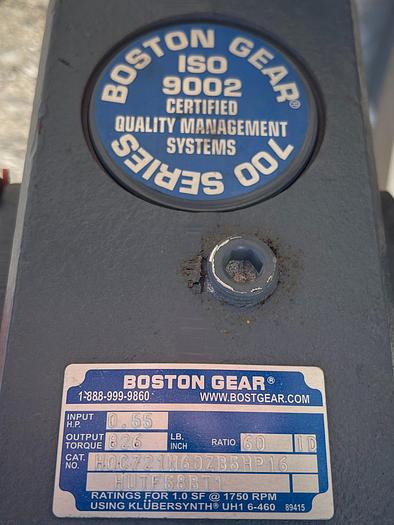 BOSTON GEAR®
ISO
9002
CERTIFIED
QUALITY MANAGEMENT
SYSTEMS
700 SERIES
BOSTON GEAR®
1-888-999-9860 WWW.BOSTGEAR.COM
INPUT H.P. 0.55
OUTPUT TORQUE 826 LB. INCH RATIO 60 ID
CAT. NO.
RATINGS FOR 1.0 SF @ 1750 RPM
USING KLÜBERSYNTH® UH1 6-460 89415